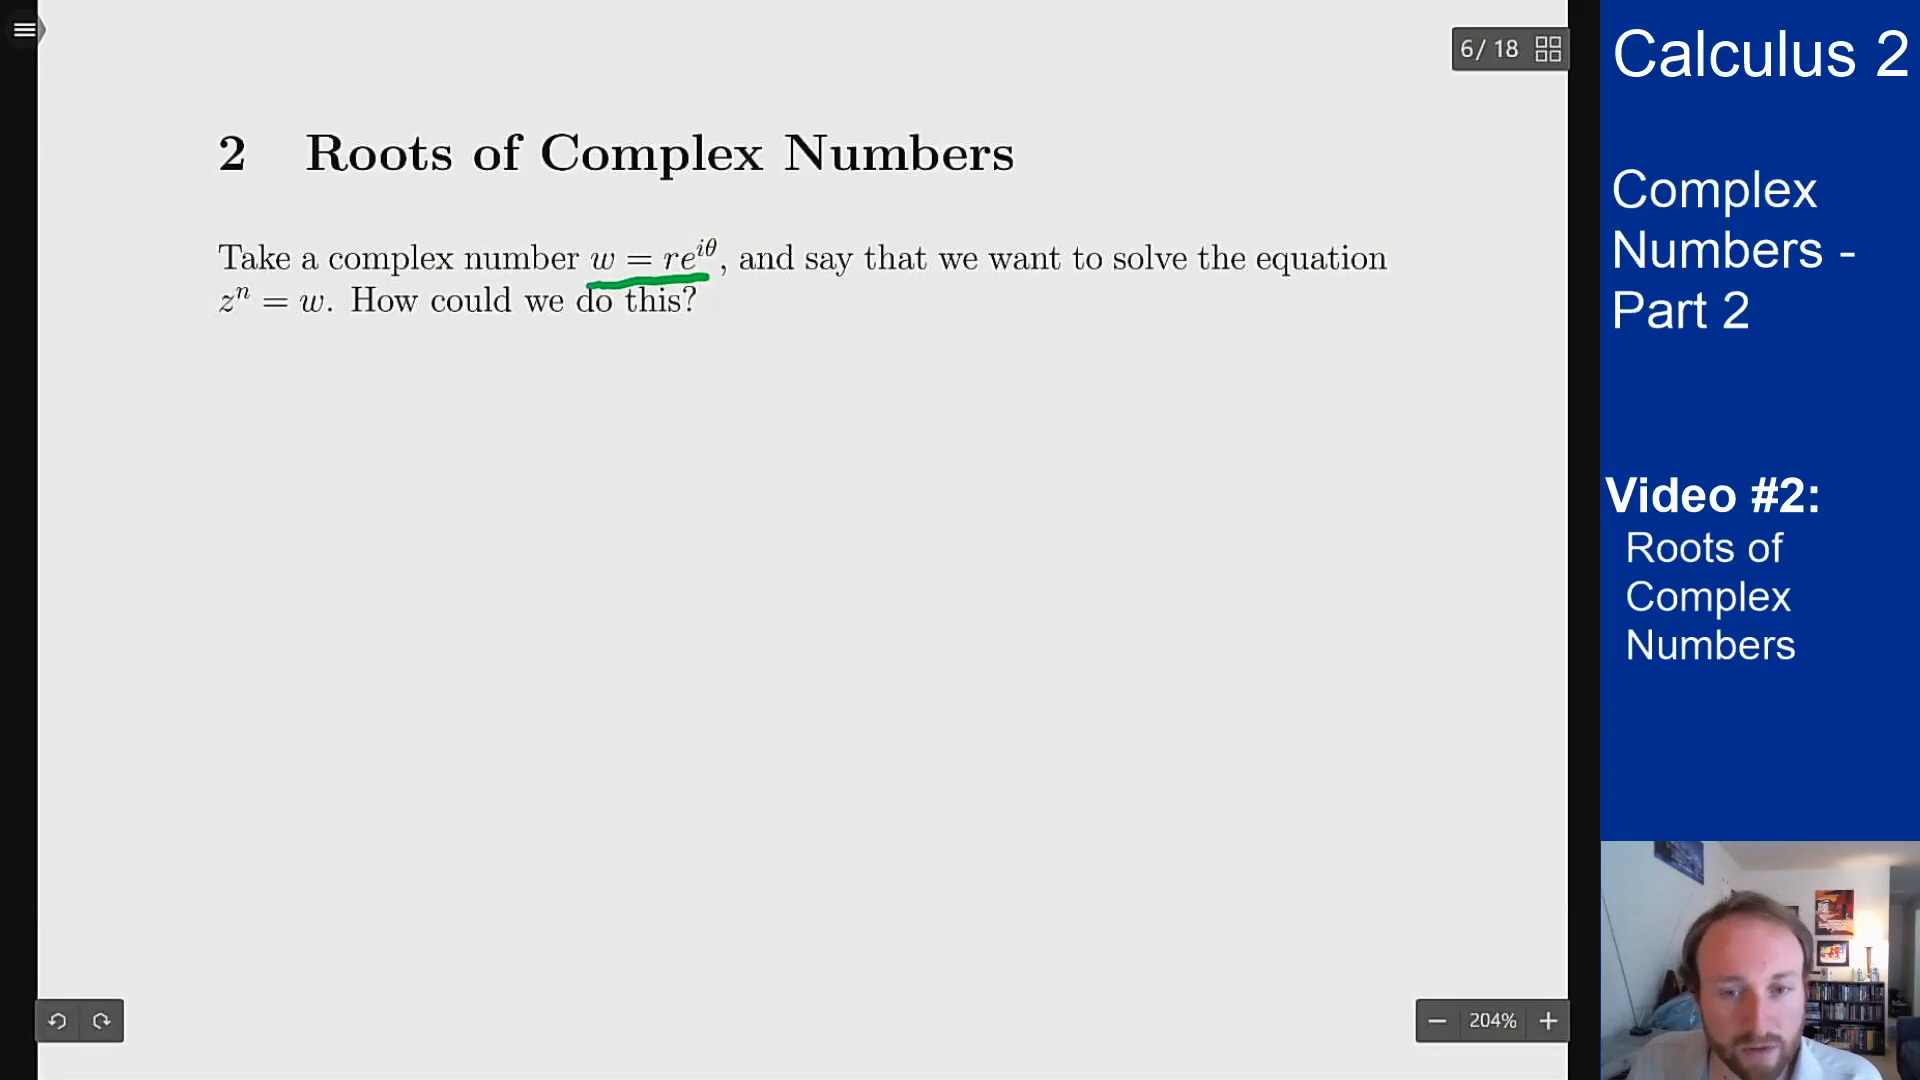 6 / 18
2 Roots of Complex Numbers
Take a complex number w = re^{iθ}, and say that we want to solve the equation
z^n = w. How could we do this?
204%
Calculus 2
Complex
Numbers -
Part 2
Video #2:
Roots of
Complex
Numbers